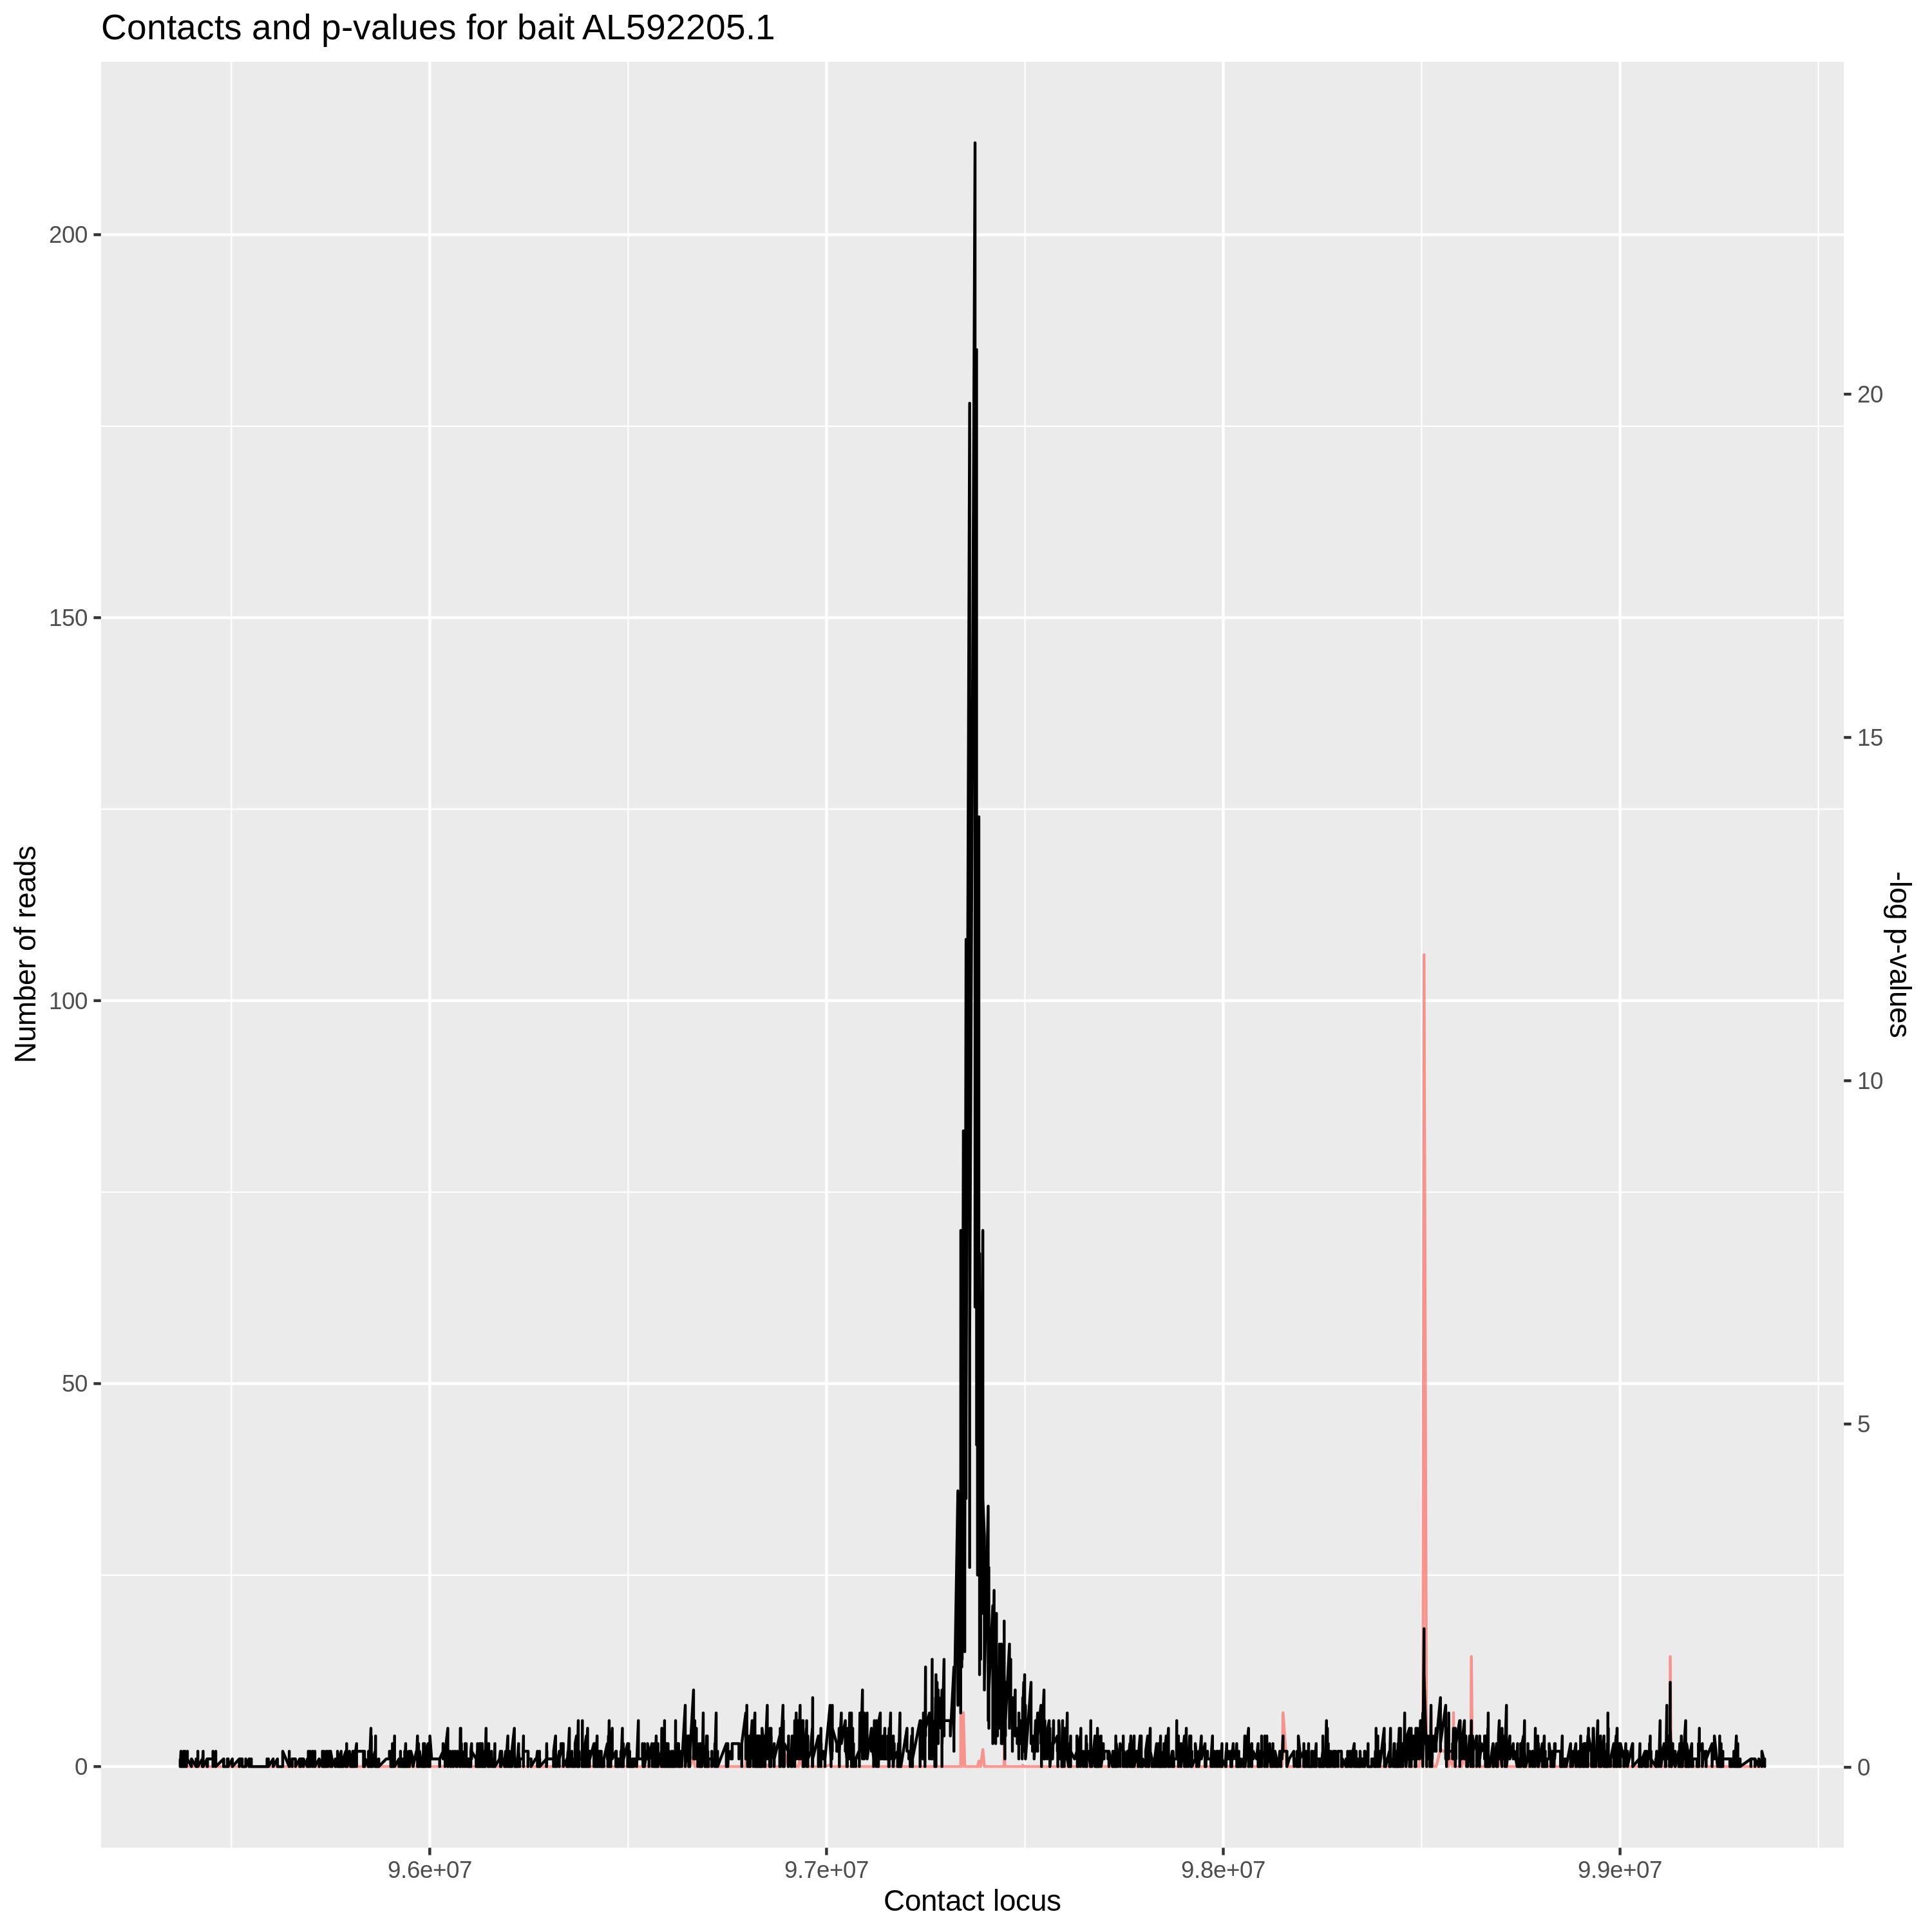 Contacts and p-values for bait AL592205.1
200
150
100
50
0
Number of reads
20
15
10
5
0
-log p-values
9.6e+07 9.7e+07 9.8e+07 9.9e+07
Contact locus